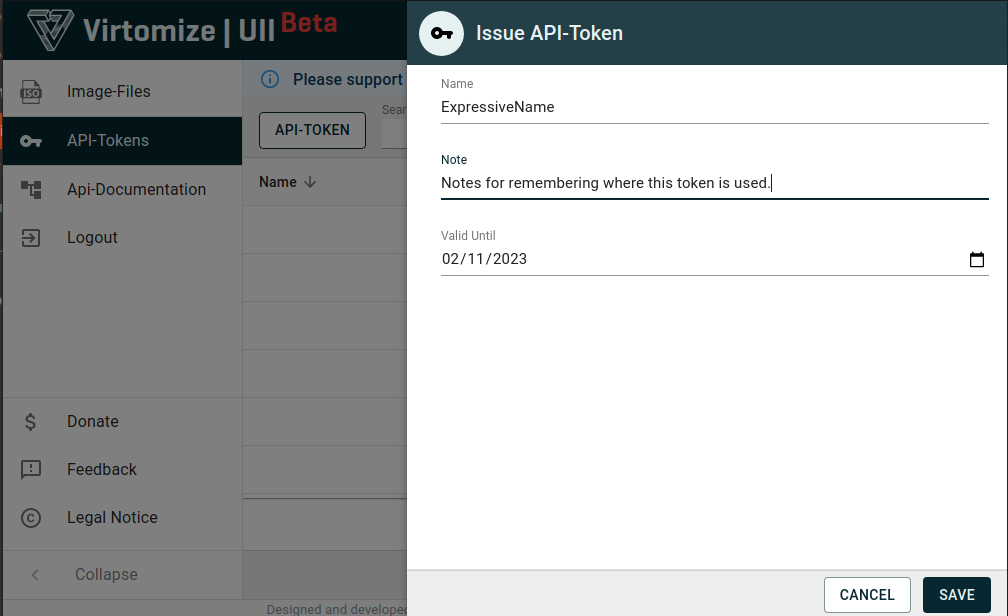 Virtomize | UII Beta
ISO
Image-Files
API-Tokens
Api-Documentation
Logout
Donate
Feedback
Legal Notice
Collapse
Please support
API-TOKEN
Sear
Name
Designed and develope
Issue API-Token
Name
ExpressiveName
Note
Notes for remembering where this token is used.
Valid Until
02/11/2023
CANCEL
SAVE